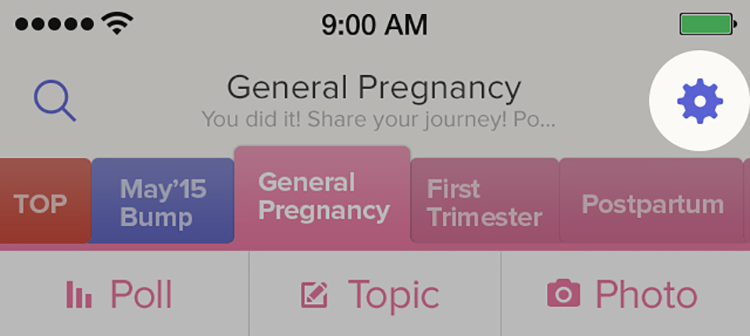 9:00 AM
General Pregnancy
You did it! Share your journey! Po...
TOP
May’15
Bump
General
Pregnancy
First
Trimester
Postpartum
Poll
Topic
Photo